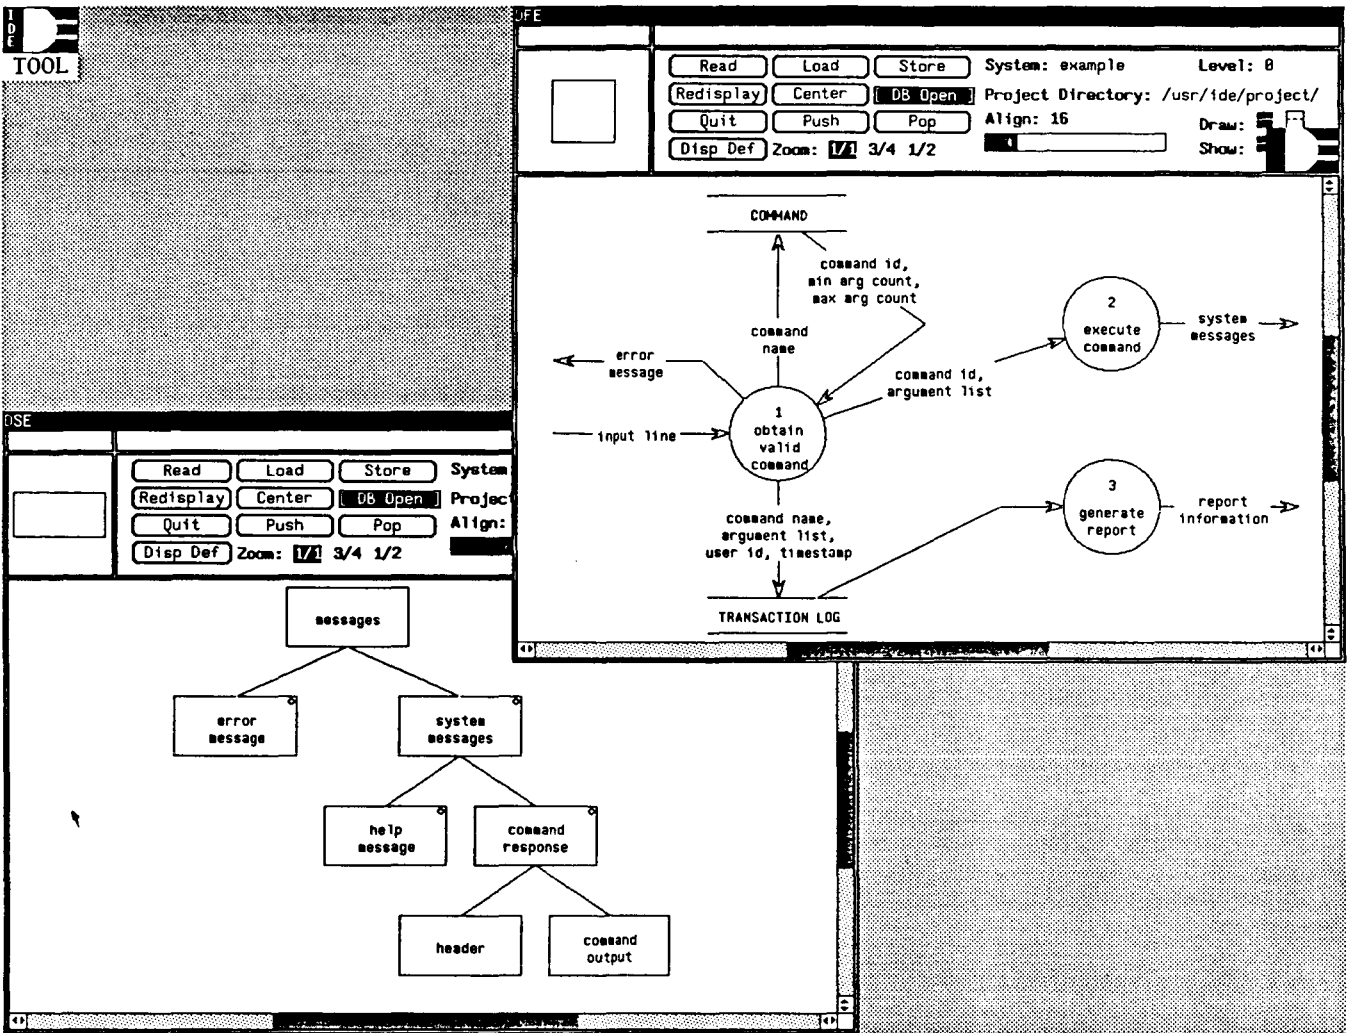 IDE
TOOL
DFE
Read Load Store System: example Level: 0
Redisplay Center DB Open Project Directory: /usr/ide/project/
Quit Push Pop Align: 16 Draw:
4
Disp Def Zoom: 1/1 3/4 1/2 Show:
COMMAND
command id,
min arg count,
max arg count
command
name
error
message
input line
1
obtain
valid
command
command id,
argument list
2
execute
command
system
messages
command name,
argument list,
user id, timestamp
TRANSACTION LOG
3
generate
report
report
information
DSE
Read Load Store System
Redisplay Center DB Open Projec
Quit Push Pop Align:
Disp Def Zoom: 1/1 3/4 1/2
messages
error
message
system
messages
help
message
command
response
header
command
output